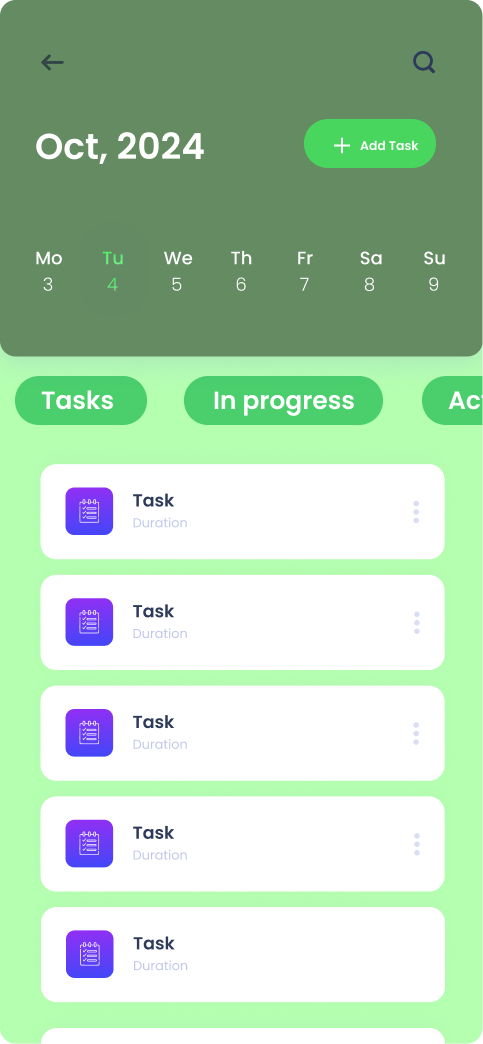 Oct, 2024
+ Add Task
Mo Tu We Th Fr Sa Su
3 4 5 6 7 8 9
Tasks In progress Ac
Task
Duration
Task
Duration
Task
Duration
Task
Duration
Task
Duration